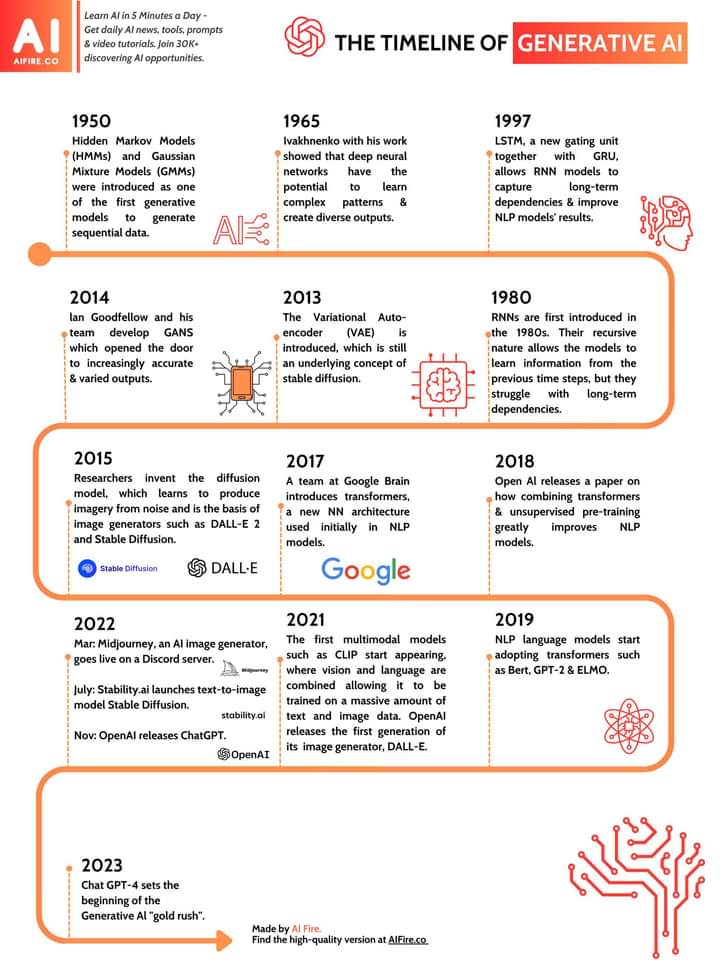 AI
AIFIRE.CO
Learn AI in 5 Minutes a Day -
Get daily AI news, tools, prompts
& video tutorials. Join 30K+
discovering AI opportunities.
THE TIMELINE OF GENERATIVE AI
1950
Hidden Markov Models
(HMMs) and Gaussian
Mixture Models (GMMs)
were introduced as one
of the first generative
models to generate
sequential data.
AI
1965
Ivakhnenko with his work
showed that deep neural
networks have the
potential to learn
complex patterns &
create diverse outputs.
1997
LSTM, a new gating unit
together with GRU,
allows RNN models to
capture long-term
dependencies & improve
NLP models' results.
2014
Ian Goodfellow and his
team develop GANS
which opened the door
to increasingly accurate
& varied outputs.
2013
The Variational Auto-
encoder (VAE) is
introduced, which is still
an underlying concept of
stable diffusion.
1980
RNNs are first introduced in
the 1980s. Their recursive
nature allows the models to
learn information from the
previous time steps, but they
struggle with long-term
dependencies.
2015
Researchers invent the diffusion
model, which learns to produce
imagery from noise and is the basis of
image generators such as DALL-E 2
and Stable Diffusion.
Stable Diffusion
DALL·E
2017
A team at Google Brain
introduces transformers,
a new NN architecture
used initially in NLP
models.
Google
2018
Open AI releases a paper on
how combining transformers
& unsupervised pre-training
greatly improves NLP
models.
2022
Mar: Midjourney, an AI image generator,
goes live on a Discord server.
Midjourney
July: Stability.ai launches text-to-image
model Stable Diffusion.
stability.ai
Nov: OpenAI releases ChatGPT.
OpenAI
2021
The first multimodal models
such as CLIP start appearing,
where vision and language are
combined allowing it to be
trained on a massive amount of
text and image data. OpenAI
releases the first generation of
its image generator, DALL-E.
2019
NLP language models start
adopting transformers such
as Bert, GPT-2 & ELMO.
2023
Chat GPT-4 sets the
beginning of the
Generative AI "gold rush".
Made by AI Fire.
Find the high-quality version at AIFire.co